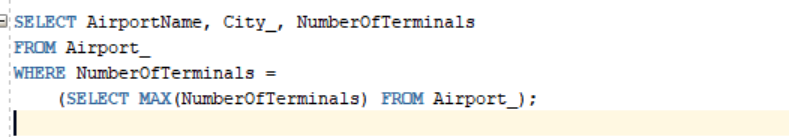 SELECT AirportName, City_, NumberOfTerminals
FROM Airport_
WHERE NumberOfTerminals =
(SELECT MAX(NumberOfTerminals) FROM Airport_);